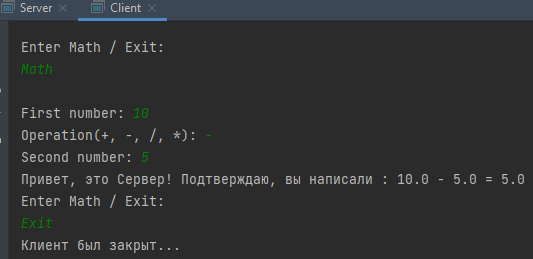 Server Client
Enter Math / Exit:
Math
First number: 10
Operation(+, -, /, *): -
Second number: 5
Привет, это Сервер! Подтверждаю, вы написали : 10.0 - 5.0 = 5.0
Enter Math / Exit:
Exit
Клиент был закрыт...